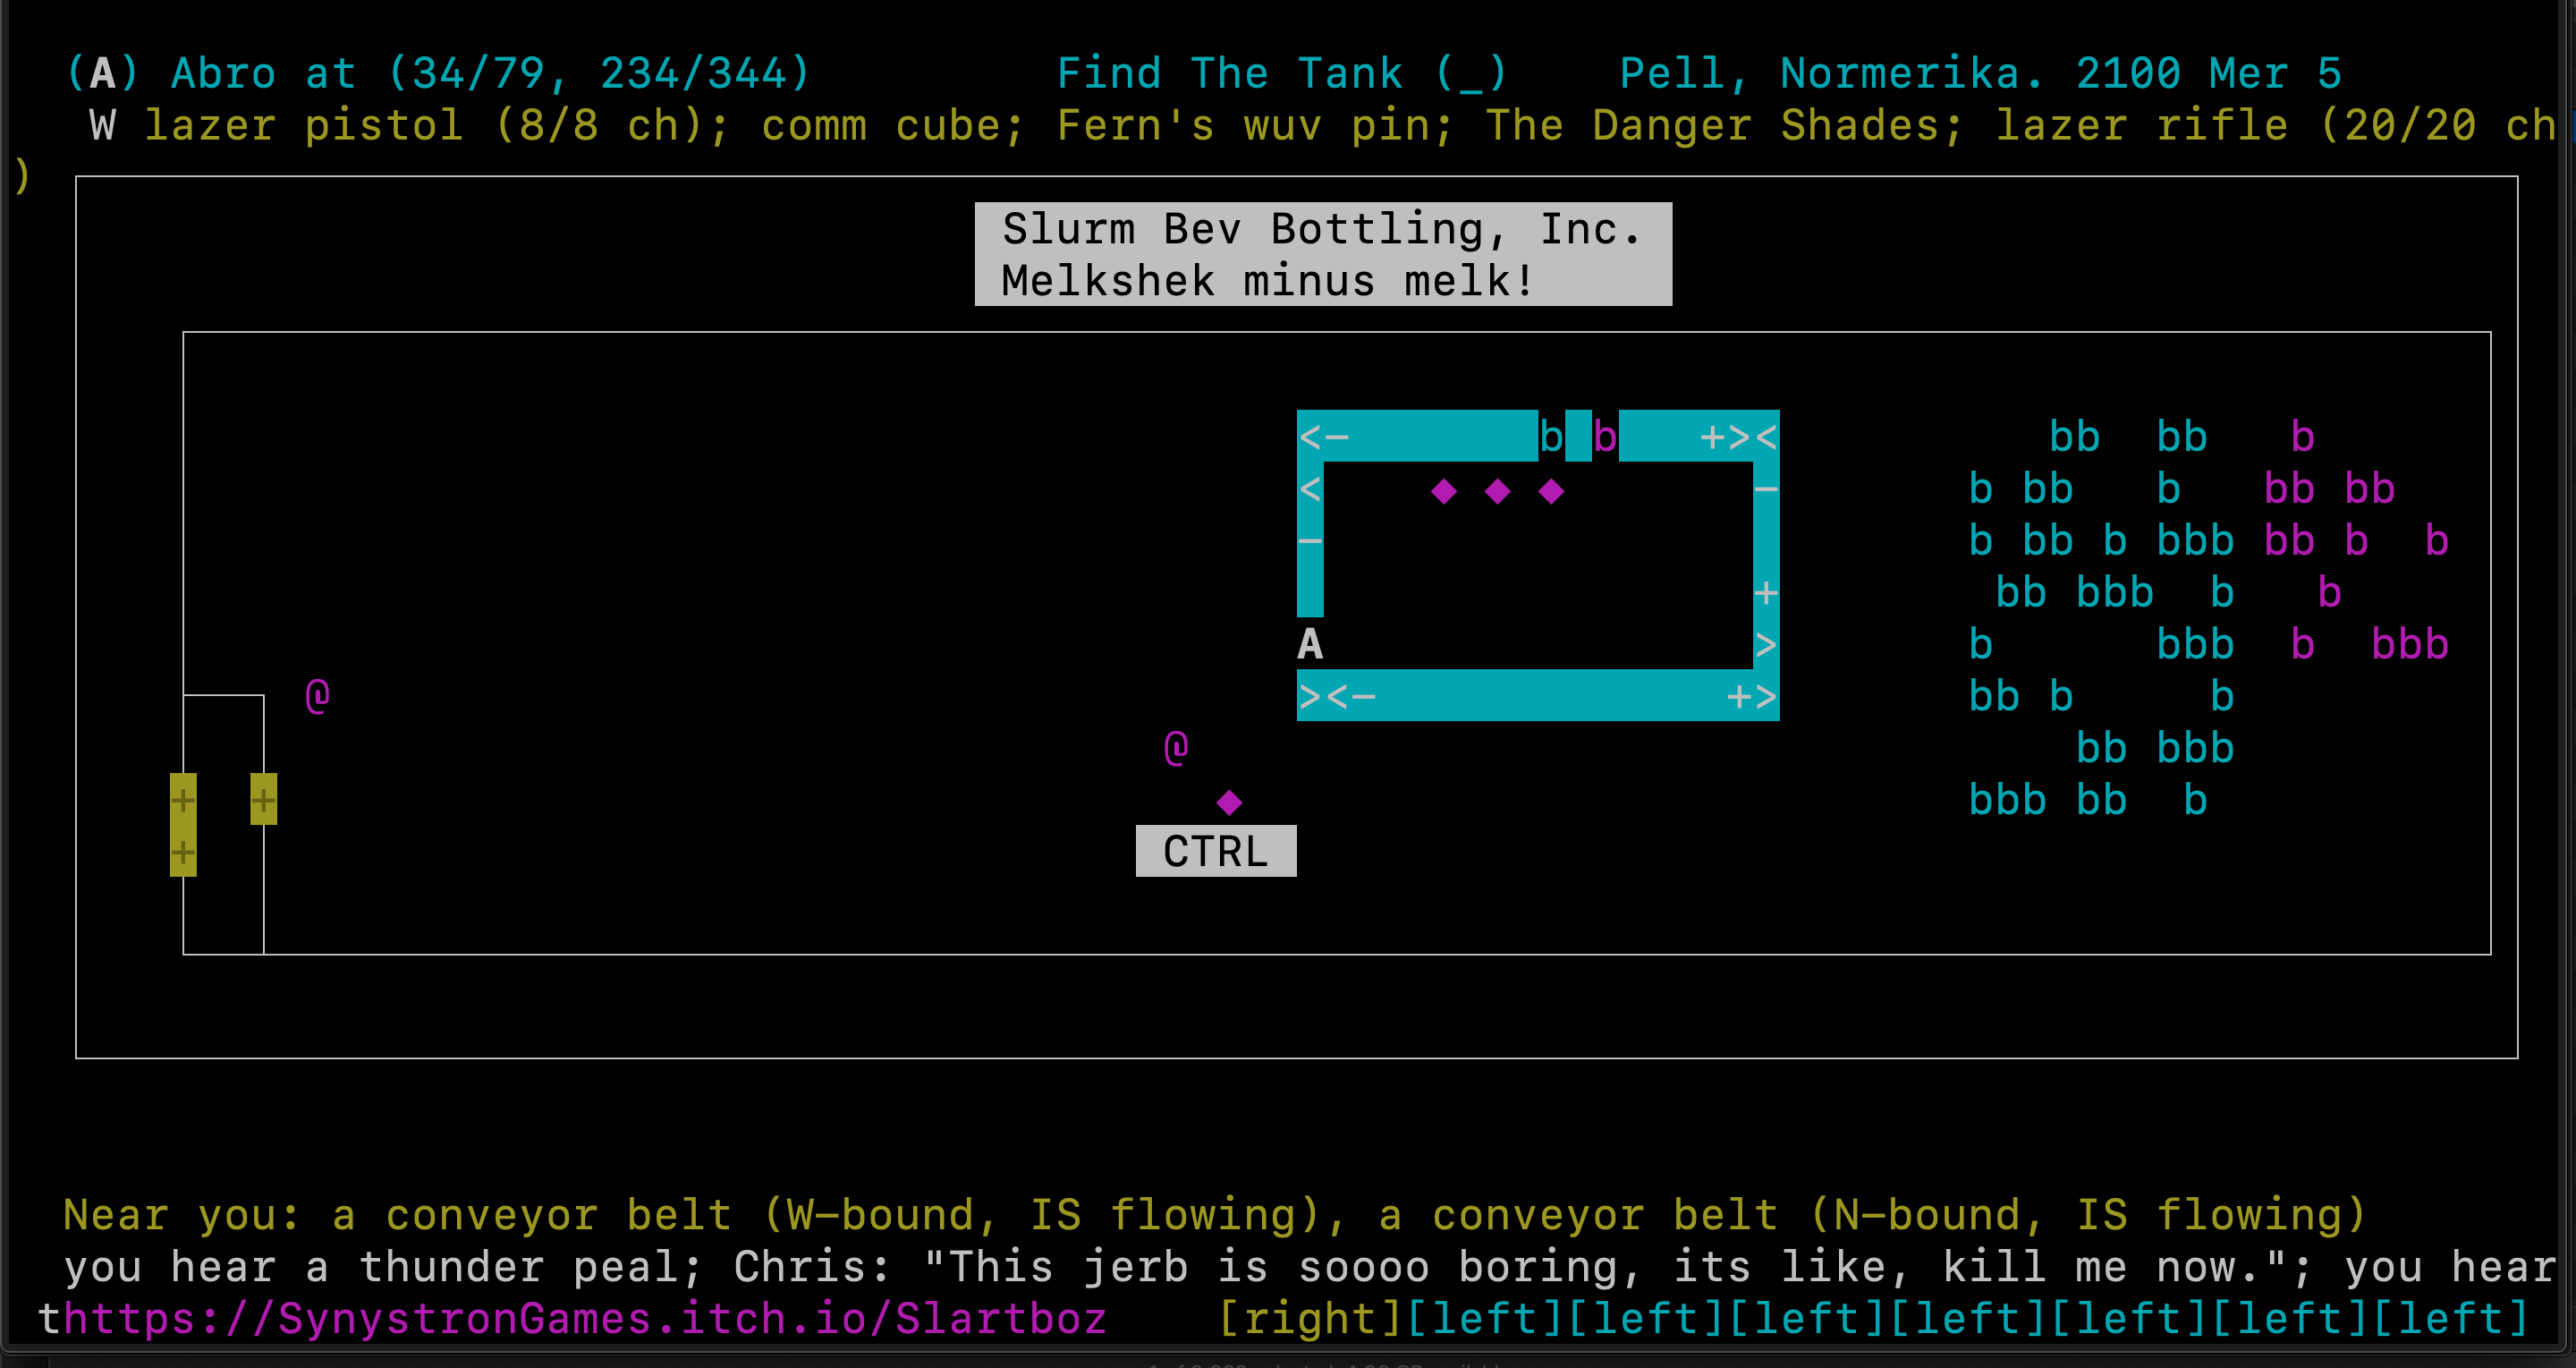 (A) Abro at (34/79, 234/344) Find The Tank (_) Pell, Normerika. 2100 Mer 5
W lazer pistol (8/8 ch); comm cube; Fern's wuv pin; The Danger Shades; lazer rifle (20/20 ch
)
Slurm Bev Bottling, Inc.
Melkshek minus melk!
<- b b +><
bb bb b
< ◆ ◆ ◆ -
b bb b bb bb
-
b bb b bbb bb b b
+
bb bbb b b
A >
b bbb b bbb
@ ><- +>
bb b b
@
bb bbb
+ + ◆
bbb bb b
+
CTRL
Near you: a conveyor belt (W-bound, IS flowing), a conveyor belt (N-bound, IS flowing)
you hear a thunder peal; Chris: "This jerb is soooo boring, its like, kill me now."; you hear
thttps://SynystronGames.itch.io/Slartboz [right][left][left][left][left][left][left][left]